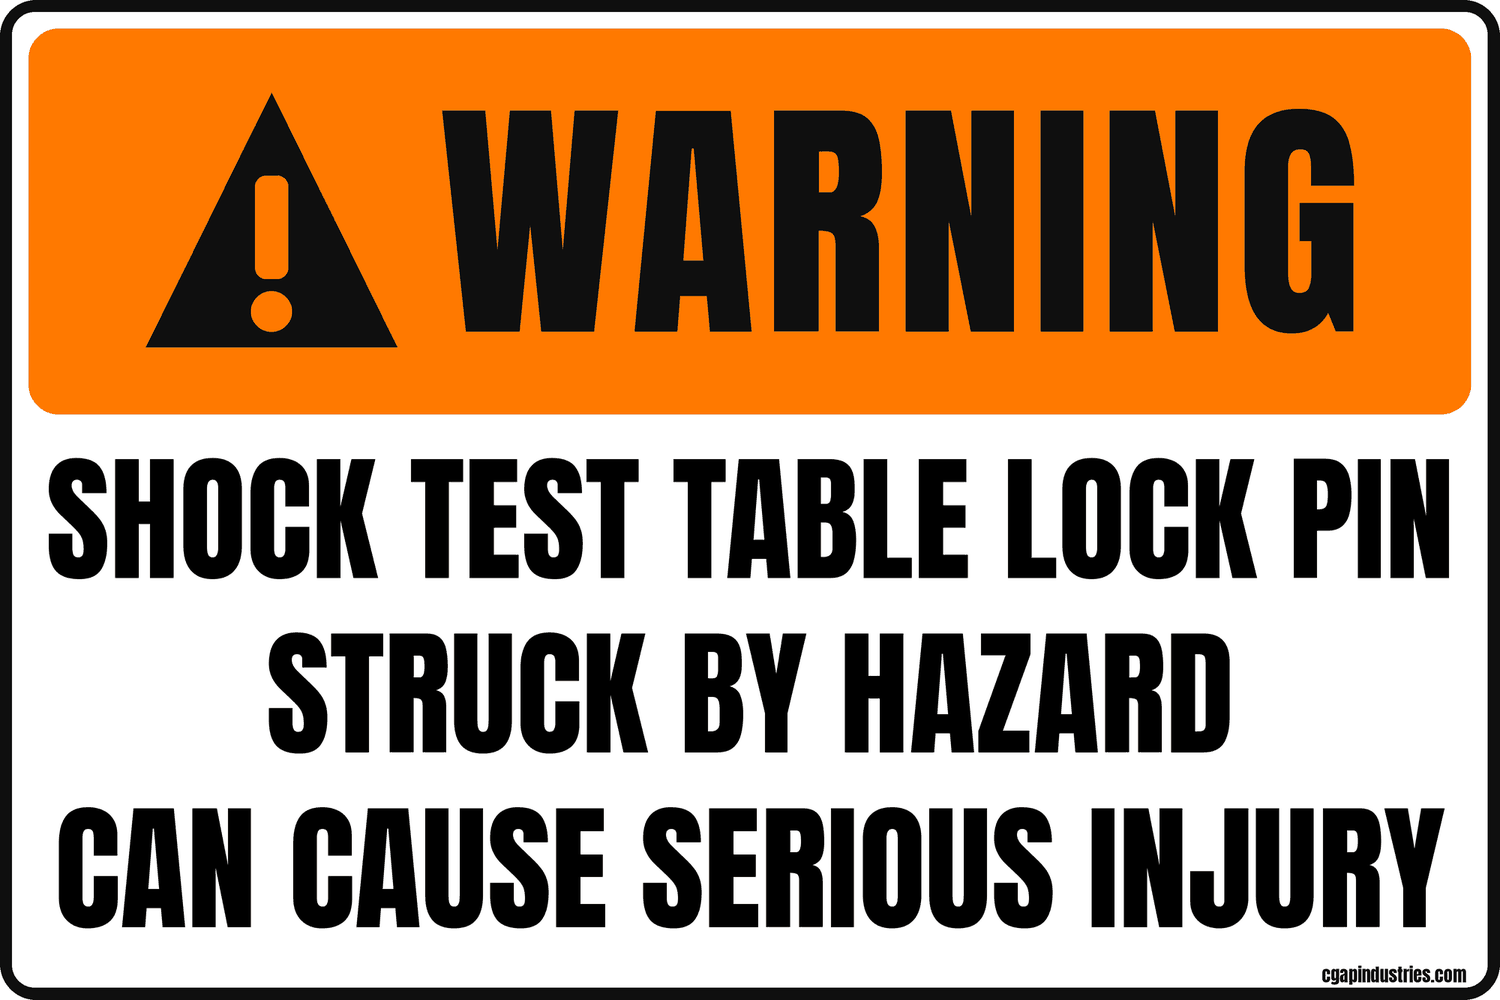 WARNING
SHOCK TEST TABLE LOCK PIN
STRUCK BY HAZARD
CAN CAUSE SERIOUS INJURY
cgapindustries.com